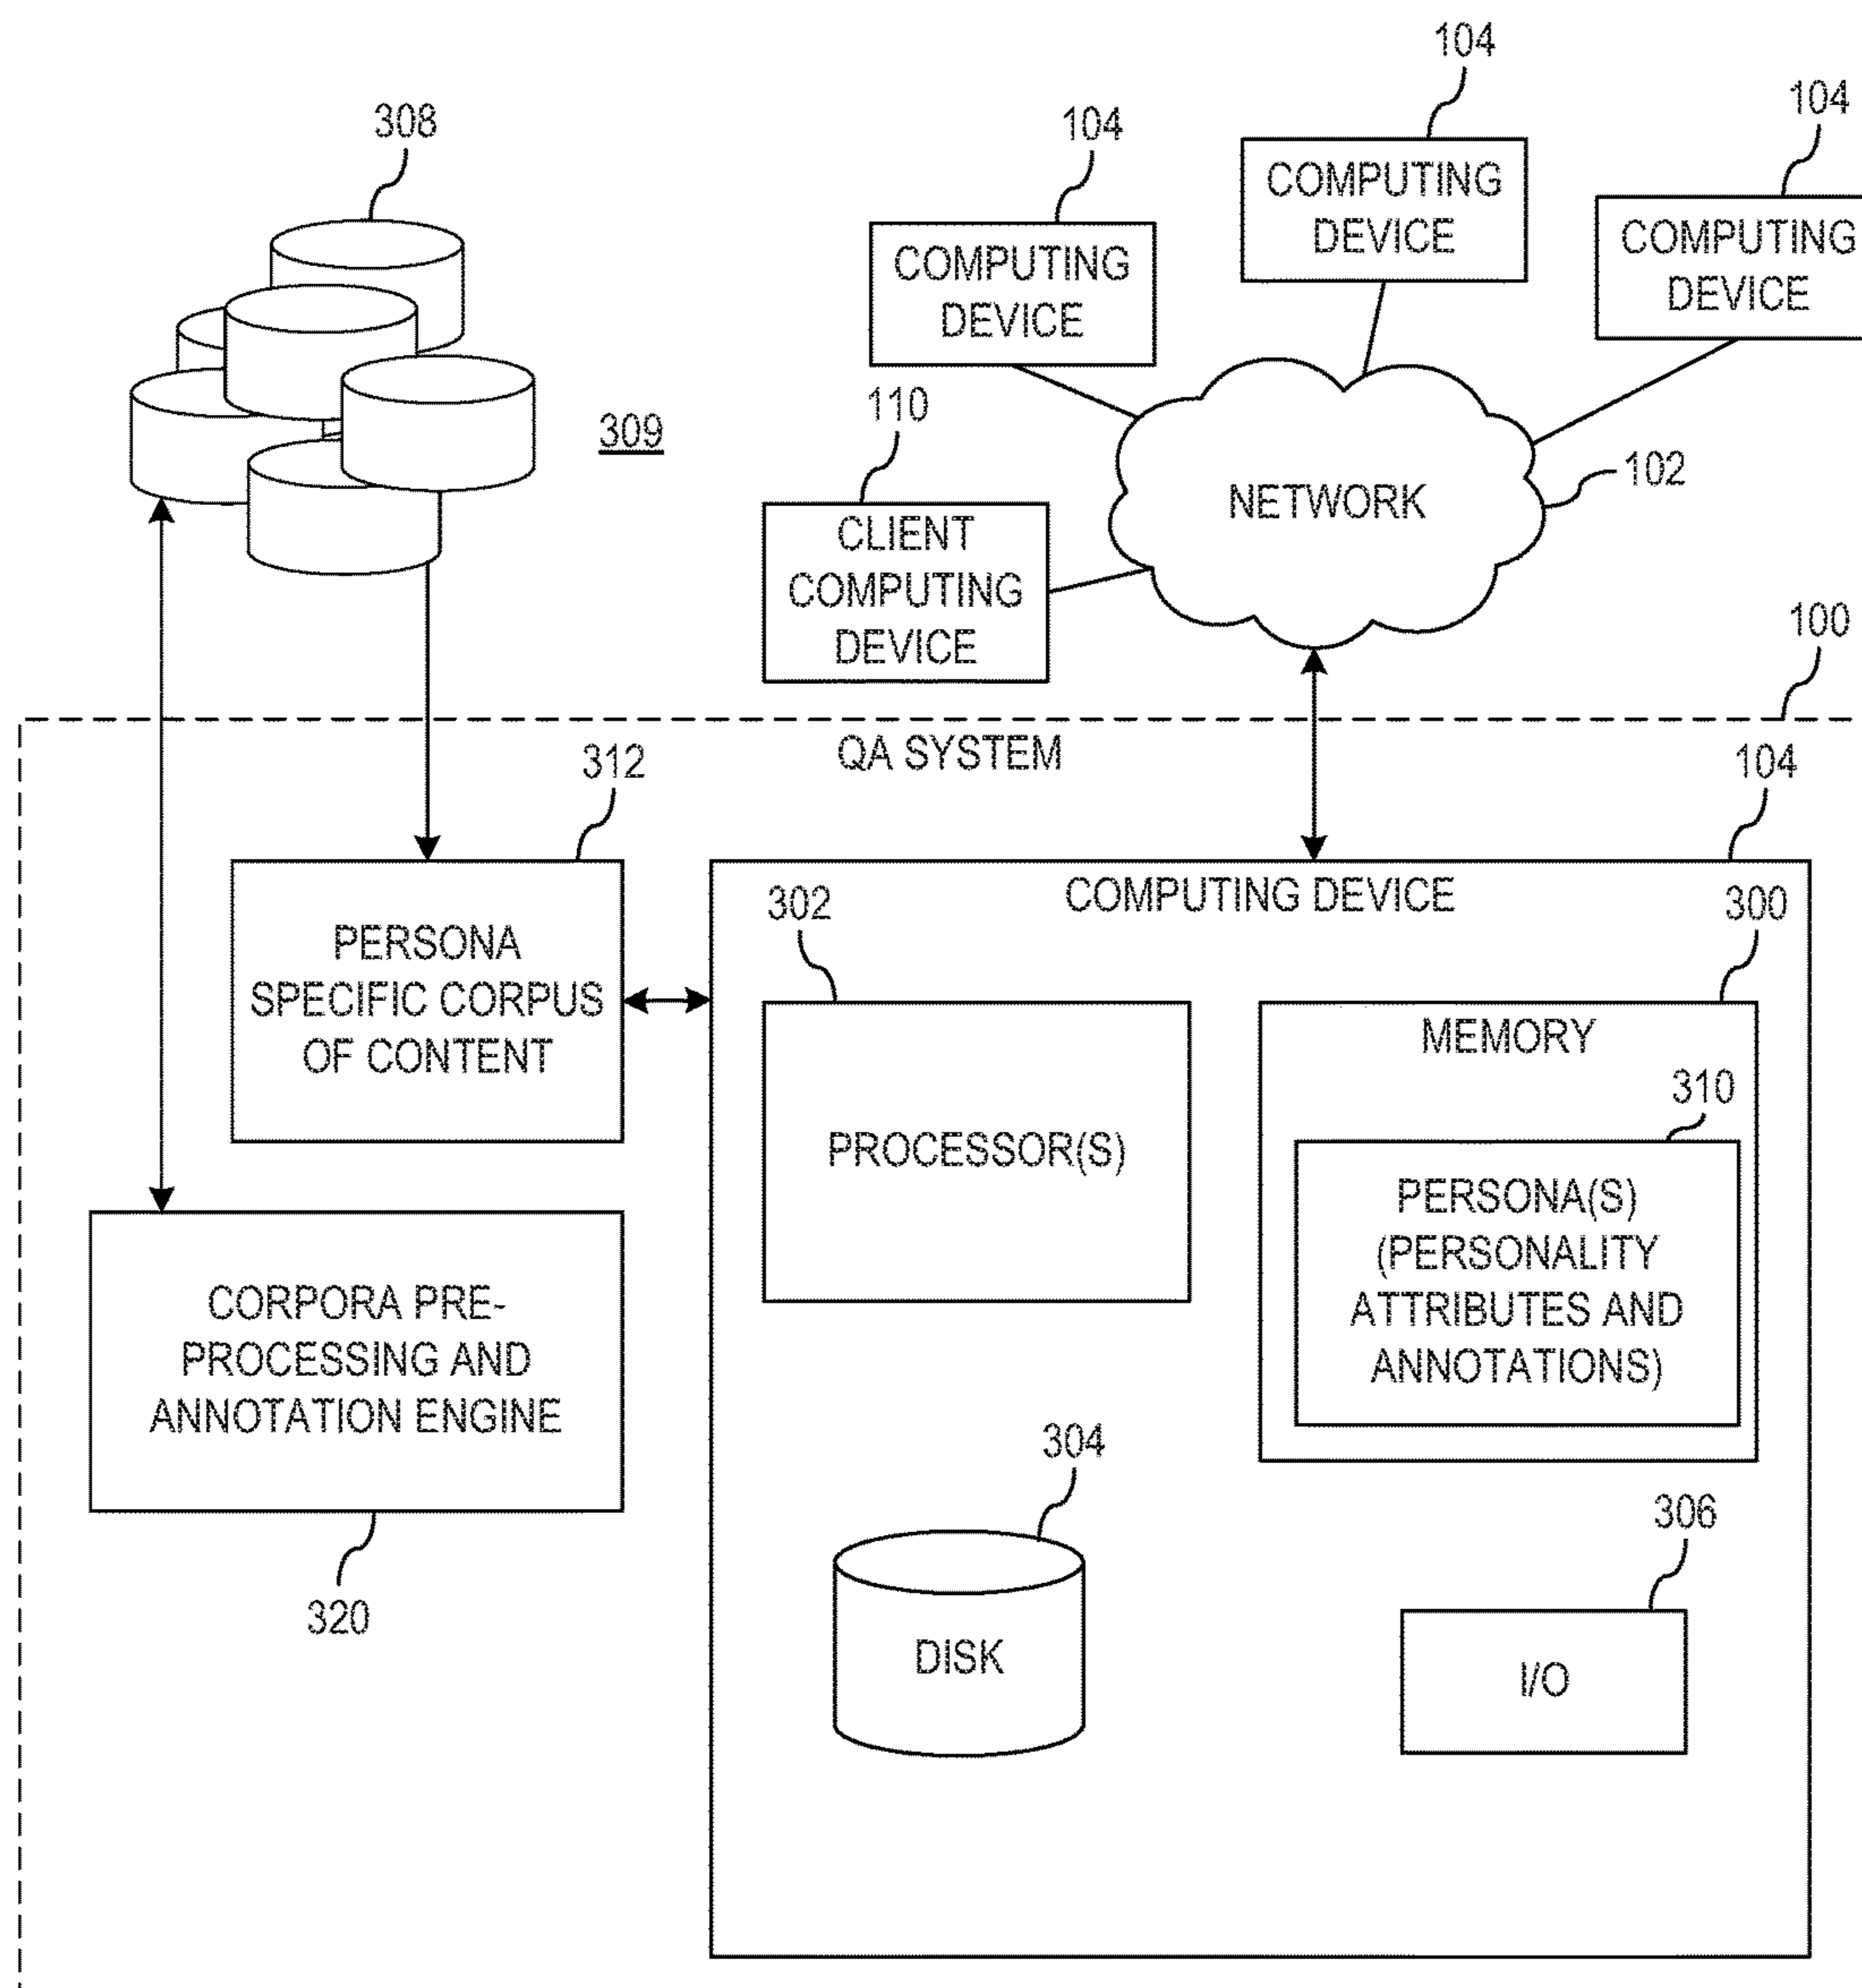 104
104
104
308
COMPUTING
DEVICE
COMPUTING
DEVICE
COMPUTING
DEVICE
309
110
CLIENT
COMPUTING
DEVICE
NETWORK
102
100
QA SYSTEM
312
104
PERSONA
SPECIFIC CORPUS
OF CONTENT
COMPUTING DEVICE
302
300
PROCESSOR(S)
MEMORY
310
PERSONA(S)
(PERSONALITY
ATTRIBUTES AND
ANNOTATIONS)
CORPORA PRE-
PROCESSING AND
ANNOTATION ENGINE
320
304
DISK
306
I/O